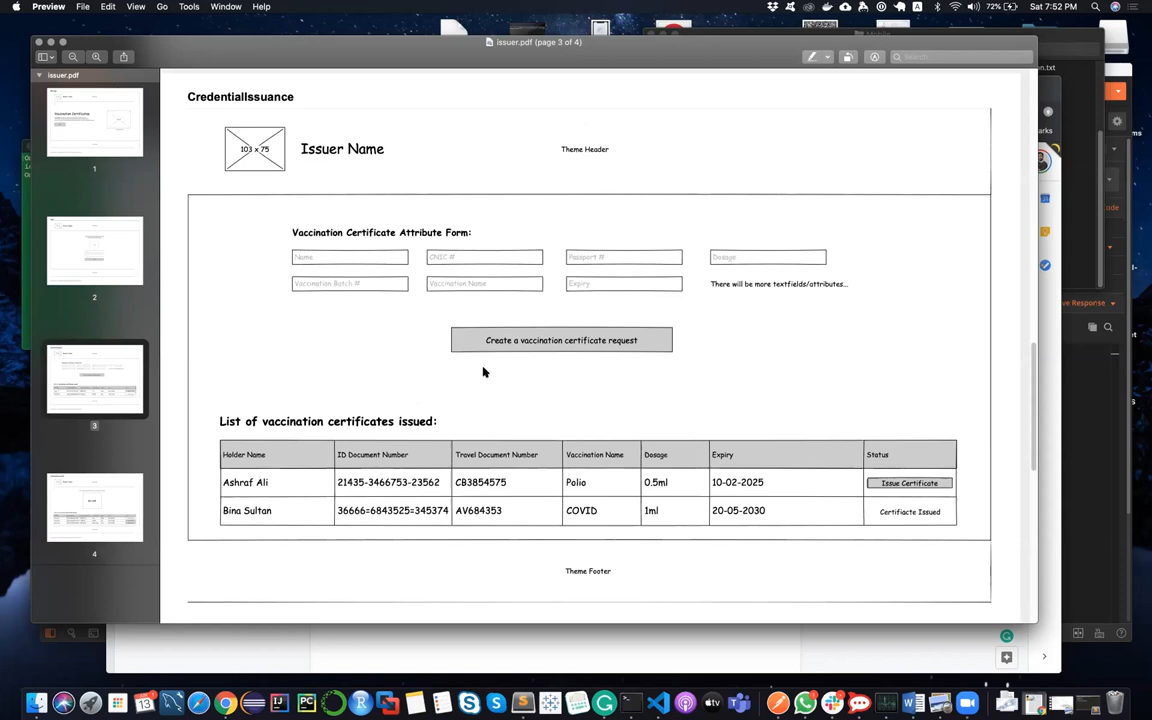 Preview File Edit View Go Tools Window Help
72% Sat 7:52 PM
issuer.pdf (page 3 of 4)
Search
issuer.pdf
1
2
3
4
CredentialIssuance
103 x 75
Issuer Name
Theme Header
Vaccination Certificate Attribute Form:
Name CNIC # Passport # Dosage
Vaccination Batch # Vaccination Name Expiry There will be more textfields/attributes...
Create a vaccination certificate request
List of vaccination certificates issued:
Holder Name ID Document Number Travel Document Number Vaccination Name Dosage Expiry Status
Ashraf Ali 21435-3466753-23562 CB3854575 Polio 0.5ml 10-02-2025 Issue Certificate
Bina Sultan 36666=6843525=345374 AV684353 COVID 1ml 20-05-2030 Certifiacte Issued
Theme Footer